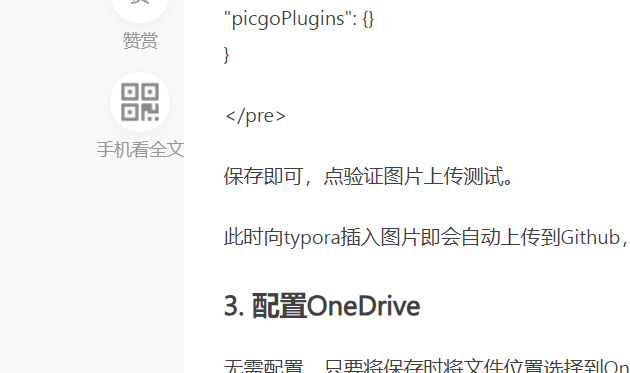 "picgoPlugins": {}
}
赞赏
</pre>
手机看全文
保存即可，点验证图片上传测试。
此时向typora插入图片即会自动上传到Github，
3. 配置OneDrive
无需配置，只要将保存时将文件位置选择到On